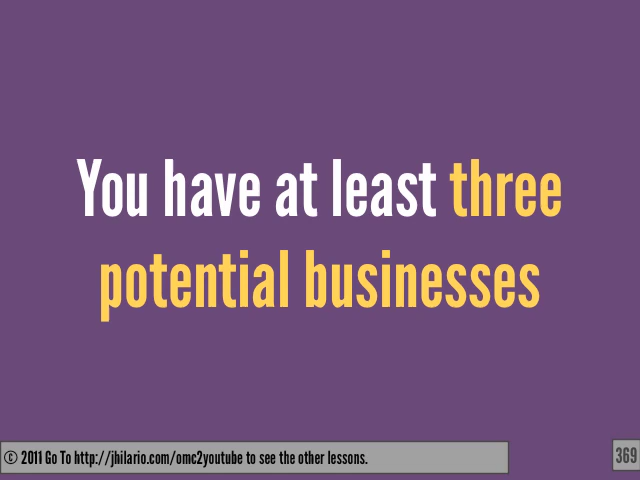 You have at least three
potential businesses
© 2011 Go To http://jhilario.com/omc2youtube to see the other lessons.
369